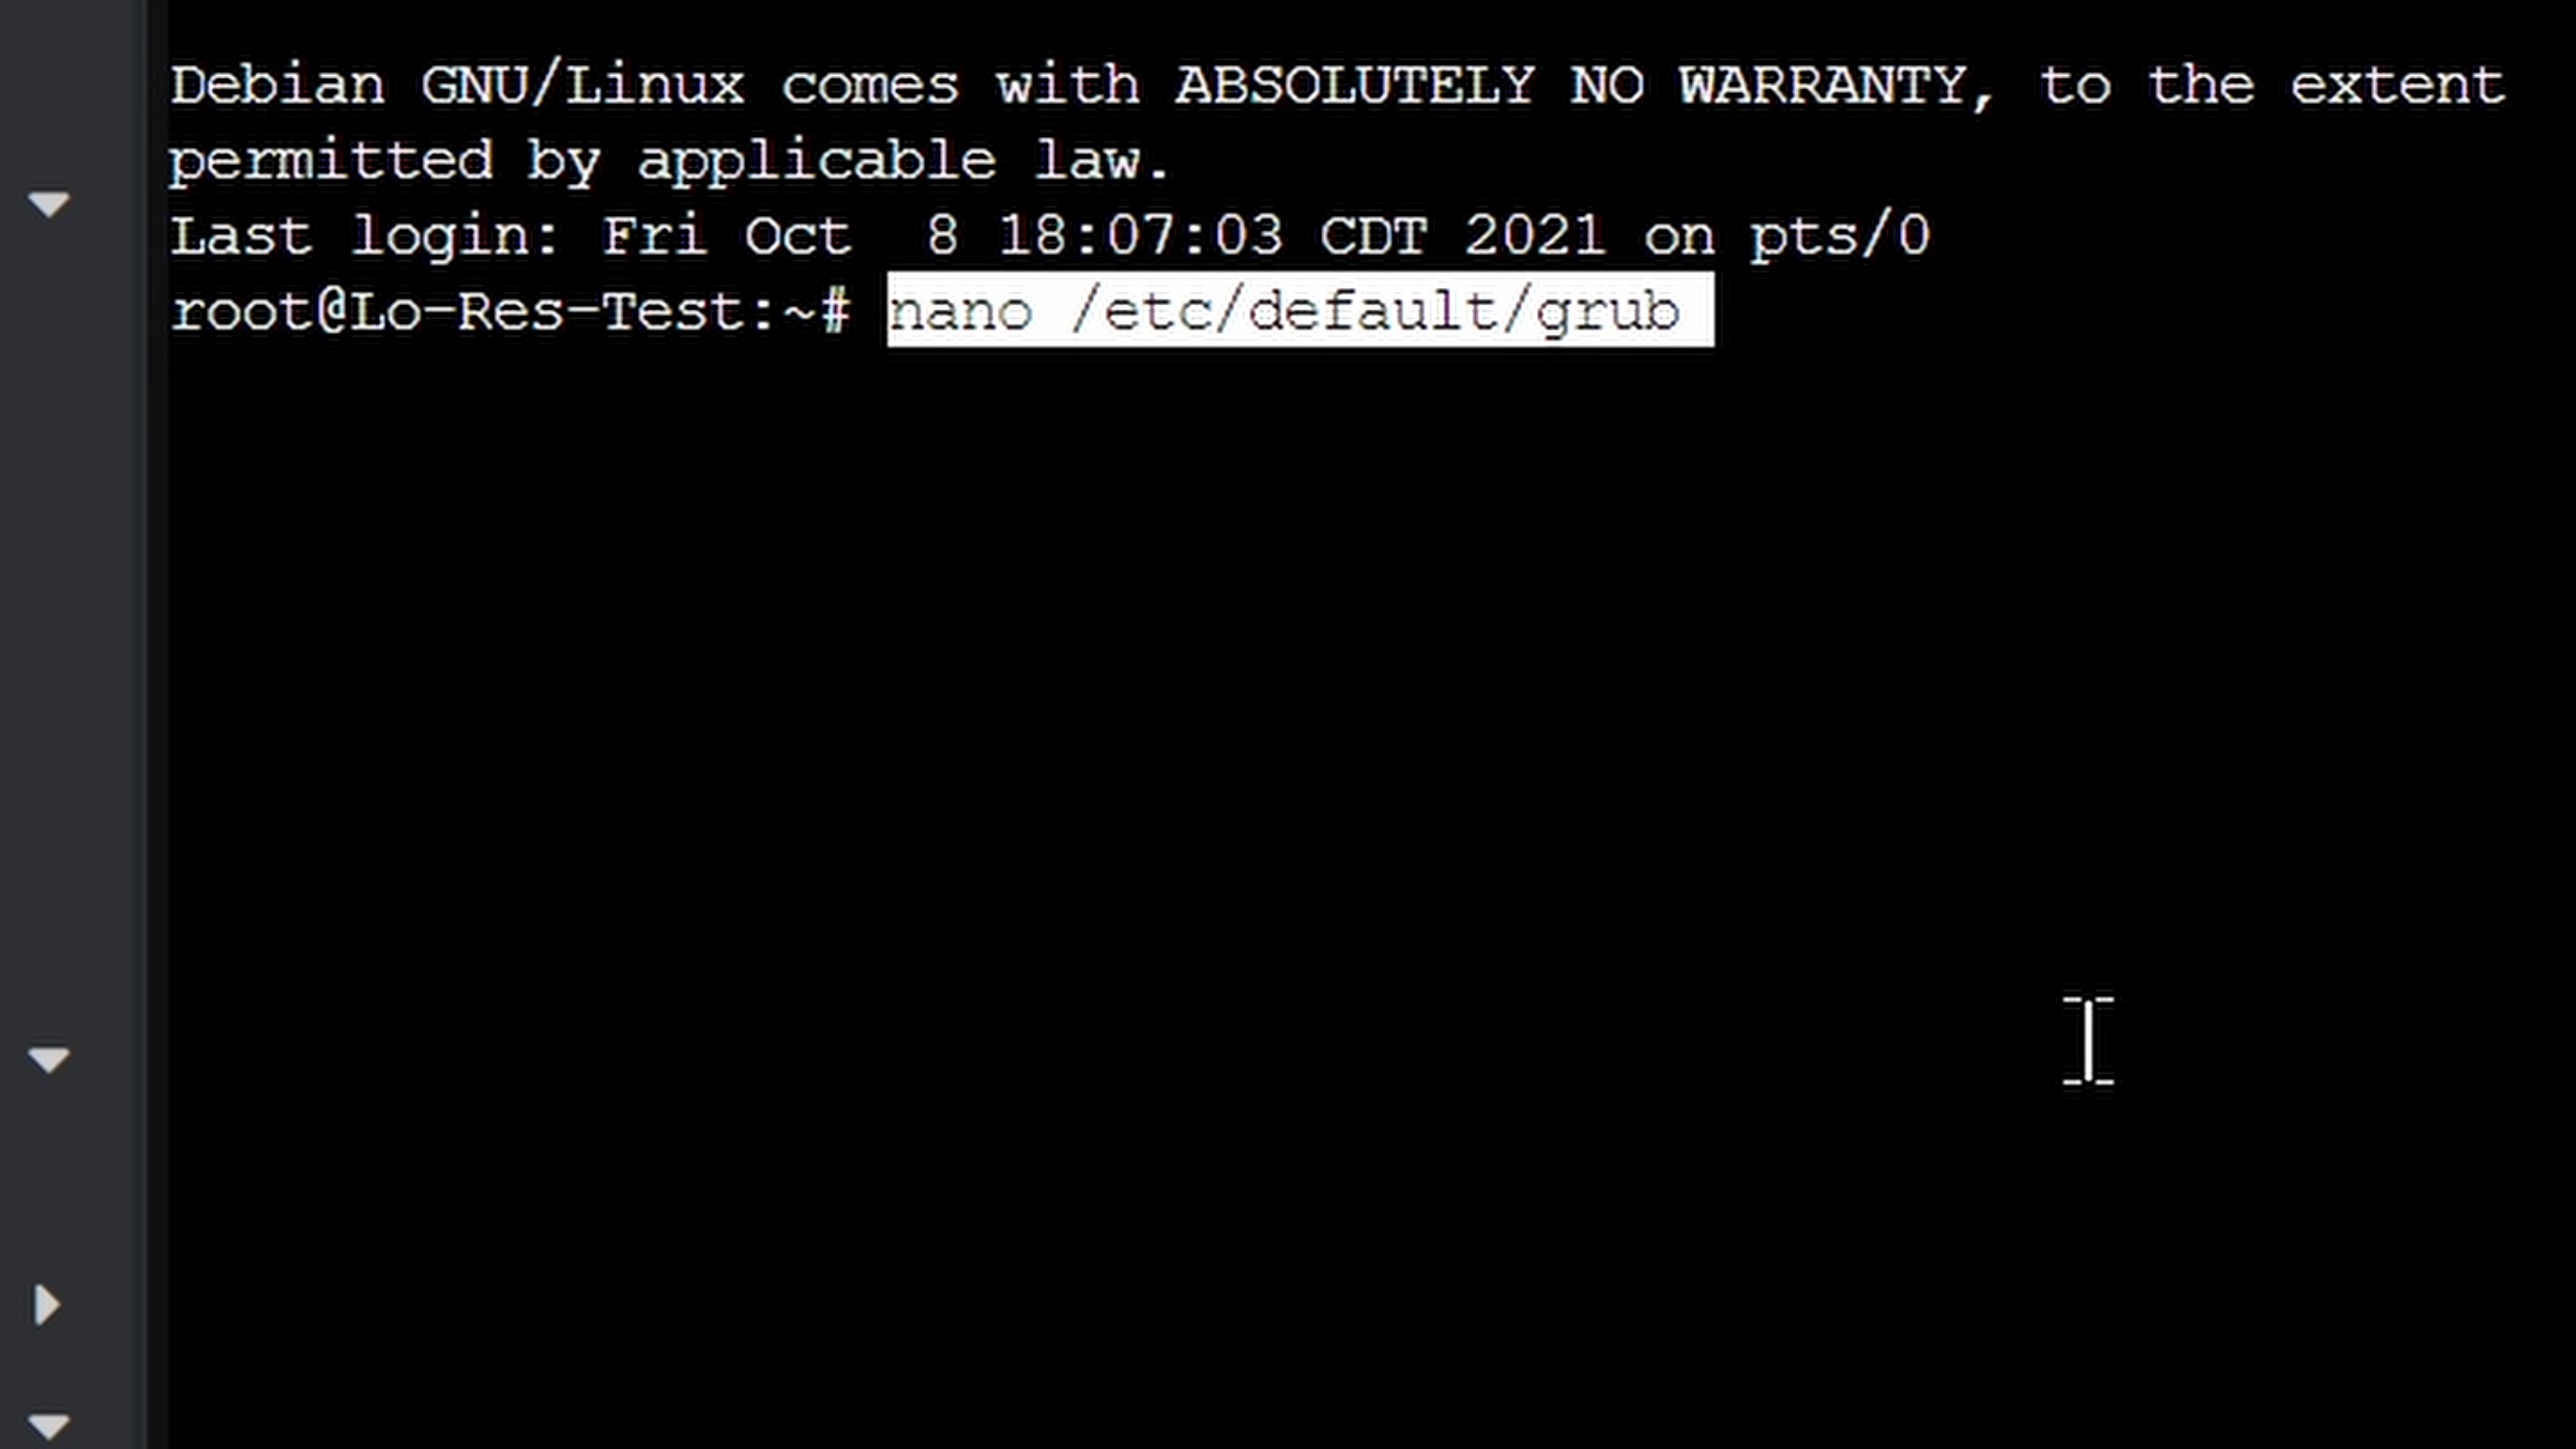 Debian GNU/Linux comes with ABSOLUTELY NO WARRANTY, to the extent
permitted by applicable law.
Last login: Fri Oct  8 18:07:03 CDT 2021 on pts/0
root@Lo-Res-Test:~# nano /etc/default/grub